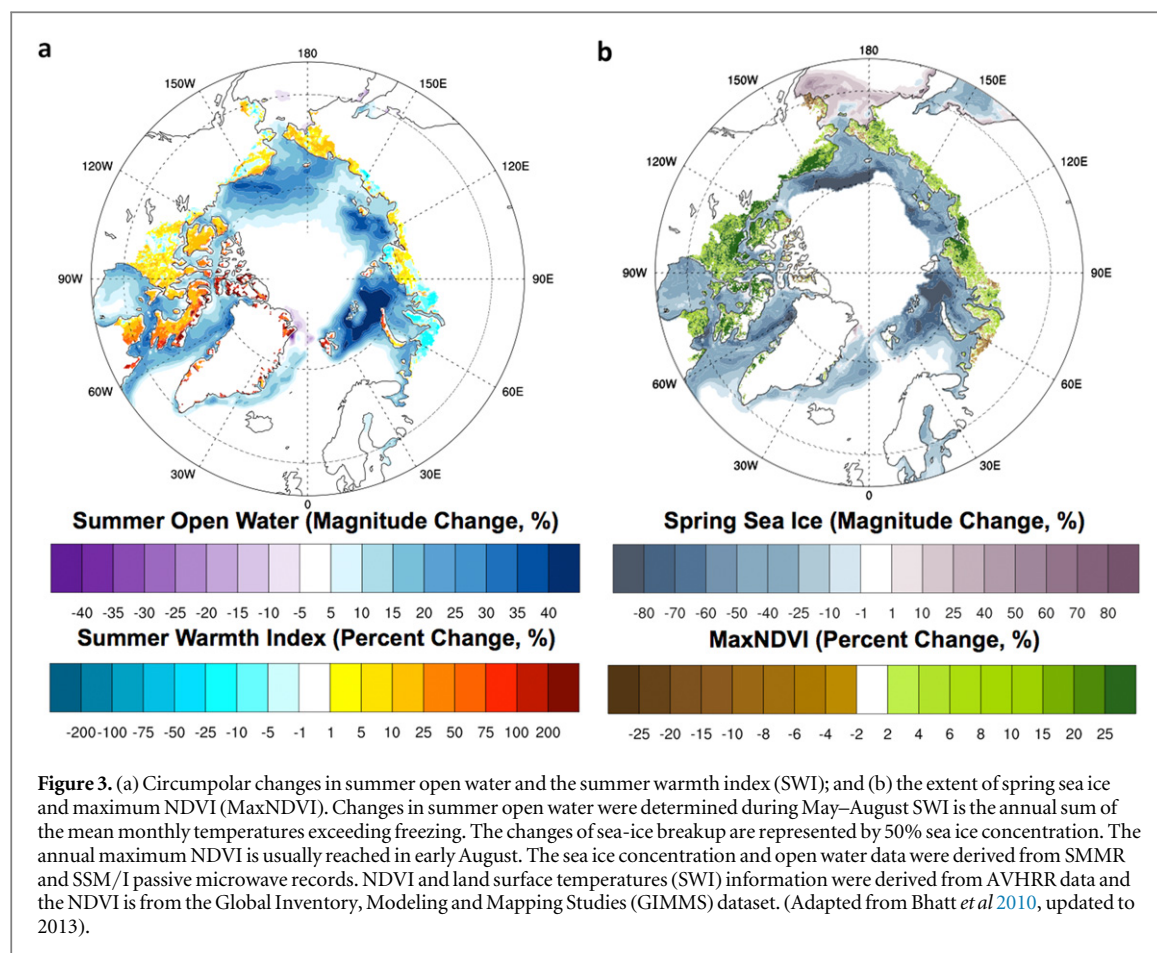 a
b
180
150W
150E
120W
120E
90W
90E
60W
60E
30W
30E
0
180
150W
150E
120W
120E
90W
90E
60W
60E
30W
30E
0
Summer Open Water (Magnitude Change, %)
-40 -35 -25 -20 -15 -10 -5 5 10 15 20 25 30 35 40
Summer Warmth Index (Percent Change, %)
-200 -100 -75 -50 -25 -10 -5 -1 1 5 10 25 50 75 100 200
Spring Sea Ice (Magnitude Change, %)
-80 -70 -60 -50 -40 -25 -10 -1 1 10 25 40 50 60 70 80
MaxNDVI (Percent Change, %)
-25 -20 -15 -10 -8 -6 -4 -2 2 4 6 8 10 15 20 25
Figure 3. (a) Circumpolar changes in summer open water and the summer warmth index (SWI); and (b) the extent of spring sea ice
and maximum NDVI (MaxNDVI). Changes in summer open water were determined during May–August SWI is the annual sum of
the mean monthly temperatures exceeding freezing. The changes of sea-ice breakup are represented by 50% sea ice concentration. The
annual maximum NDVI is usually reached in early August. The sea ice concentration and open water data were derived from SMMR
and SSM/I passive microwave records. NDVI and land surface temperatures (SWI) information were derived from AVHRR data and
the NDVI is from the Global Inventory, Modeling and Mapping Studies (GIMMS) dataset. (Adapted from Bhatt et al 2010, updated to
2013).